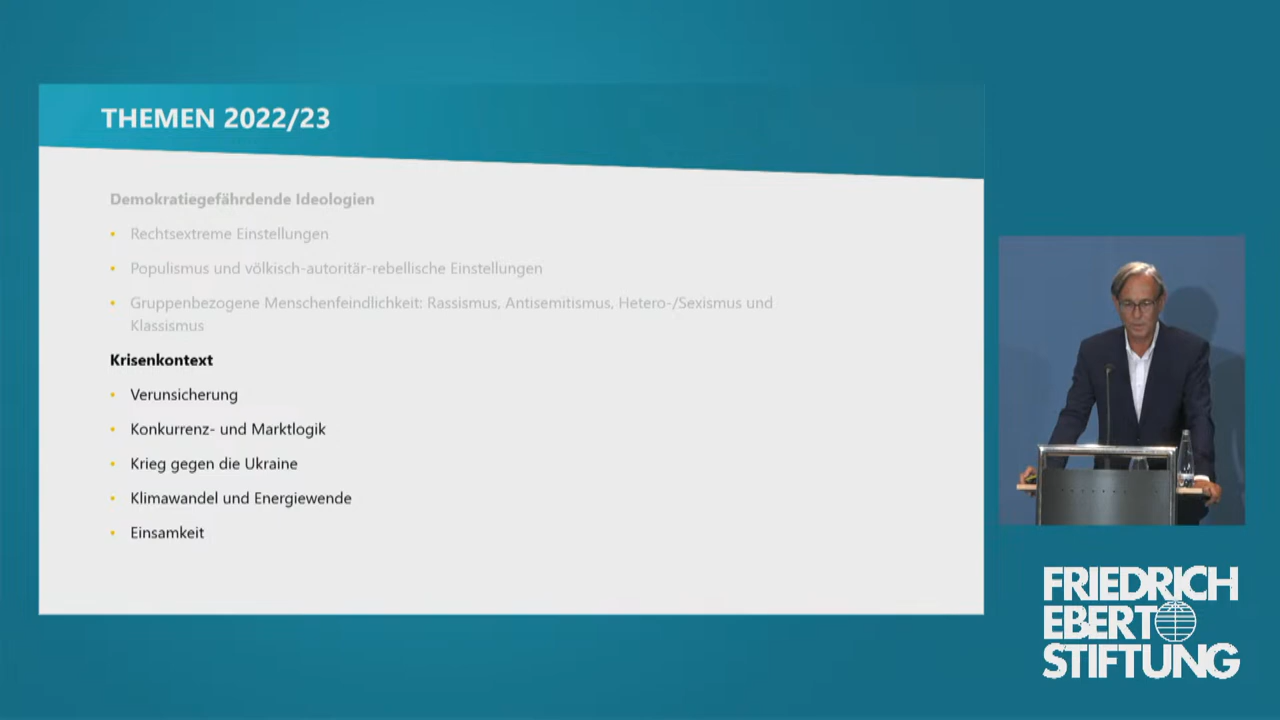 THEMEN 2022/23
Demokratiegefährdende Ideologien
• Rechtsextreme Einstellungen
• Populismus und völkisch-autoritär-rebellische Einstellungen
• Gruppenbezogene Menschenfeindlichkeit: Rassismus, Antisemitismus, Hetero-/Sexismus und
Klassismus
Krisenkontext
• Verunsicherung
• Konkurrenz- und Marktlogik
• Krieg gegen die Ukraine
• Klimawandel und Energiewende
• Einsamkeit
FRIEDRICH
EBERT
STIFTUNG